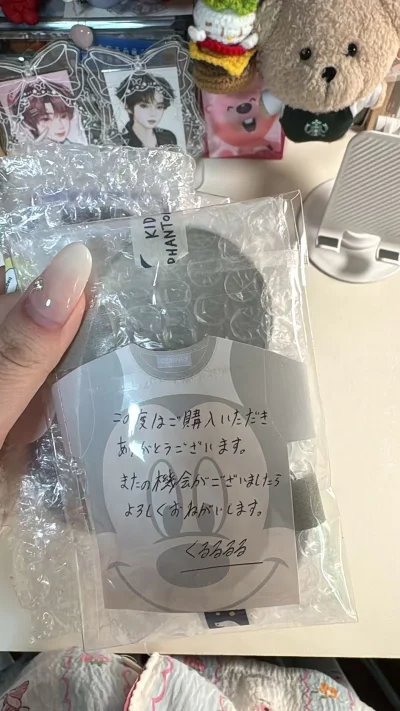 KID
PHANTO
この度はご購入いただき
ありがとうございます。
またの機会がございましたら
よろしくおねがいします。
くるるるる